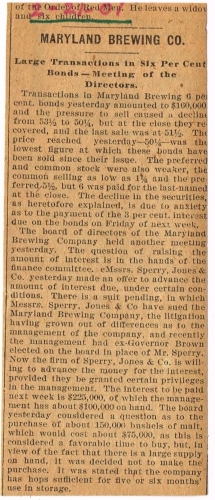 of the Order of Red Men. He leaves a widow
and six children.
MARYLAND BREWING CO.
Large Transactions in Six Per Cent
Bonds—Meeting of the
Directors.
Transactions in Maryland Brewing 6 per
cent. bonds yesterday amounted to $160,000
and the pressure to sell caused a decline
from 53½ to 50¼, but at the close they re-
covered, and the last sale was at 51½. The
price reached yesterday—50¼—was the
lowest figure at which these bonds have
been sold since their issue. The preferred
and common stock were also weaker, the
common selling as low as 1¾ and the pre-
ferred 5½, but 6 was paid for the last-named
at the close. The decline in the securities,
as heretofore explained, is due to anxiety
as to the payment of the 3 per cent. interest
due on the bonds on Friday of next week.
The board of directors of the Maryland
Brewing Company held another meeting
yesterday. The question of raising the
amount of interest is in the hands of the
finance committee. eMssrs. Sperry, Jones &
Co. yesterday made an offer to advance the
amount of interest due, under certain con-
ditions. There is a suit pending, in which
Messrs. Sperry, Jones & Co have sued the
Maryland Brewing Company, the litigation
having grown out of differences as to the
management of the company, and recently
the management had ex-Governor Brown
elected on the board in place of Mr. Sperry.
Now the firm of Sperry, Jones & Co. is will-
ing to advance the money for the interest,
provided they be granted certain privileges
in the management. The interest to be paid
next week is $225,000, of which the manage-
ment has about $100,000 on hand. The board
yesterday considered a question as to the
purchase of about 150,000 bushels of malt,
which would cost about $75,000, as this is
considered a favorable time to buy, but, in
view of the fact that there is a large supply
on hand, it was decided not to make the
purchase. It was stated that the company
has hops sufficient for five or six months'
use in storage.